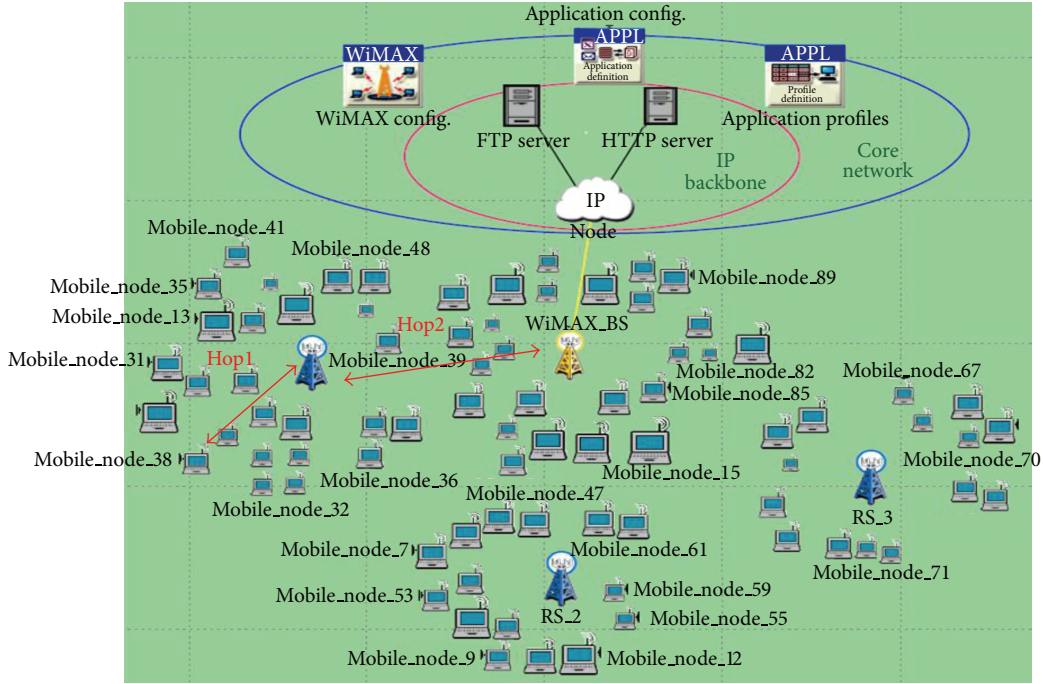 Application config.
WiMAX
APPL
APPL
Application
definition
Profile
definition
WiMAX config.
Application profiles
FTP server
HTTP server
IP
backbone
Core
network
IP
Node
Mobile_node_41
Mobile_node_48
Mobile_node_35
Mobile_node_89
Mobile_node_13
Hop2
WiMAX_BS
Mobile_node_31
Hop1
Mobile_node_39
Mobile_node_82
Mobile_node_67
Mobile_node_85
Mobile_node_38
Mobile_node_36
Mobile_node_15
Mobile_node_70
Mobile_node_32
Mobile_node_47
RS_3
Mobile_node_7
Mobile_node_61
Mobile_node_71
Mobile_node_53
Mobile_node_59
RS_2
Mobile_node_55
Mobile_node_9
Mobile_node_12